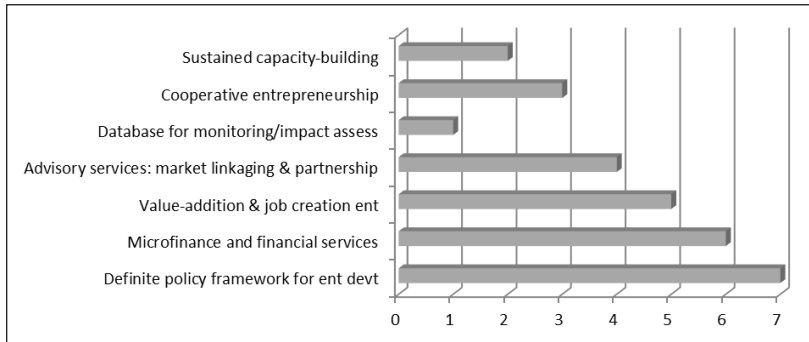 Sustained capacity-building
Cooperative entrepreneurship
Database for monitoring/impact assess
Advisory services: market linkaging & partnership
Value-addition & job creation ent
Microfinance and financial services
Definite policy framework for ent devt
0 1 2 3 4 5 6 7